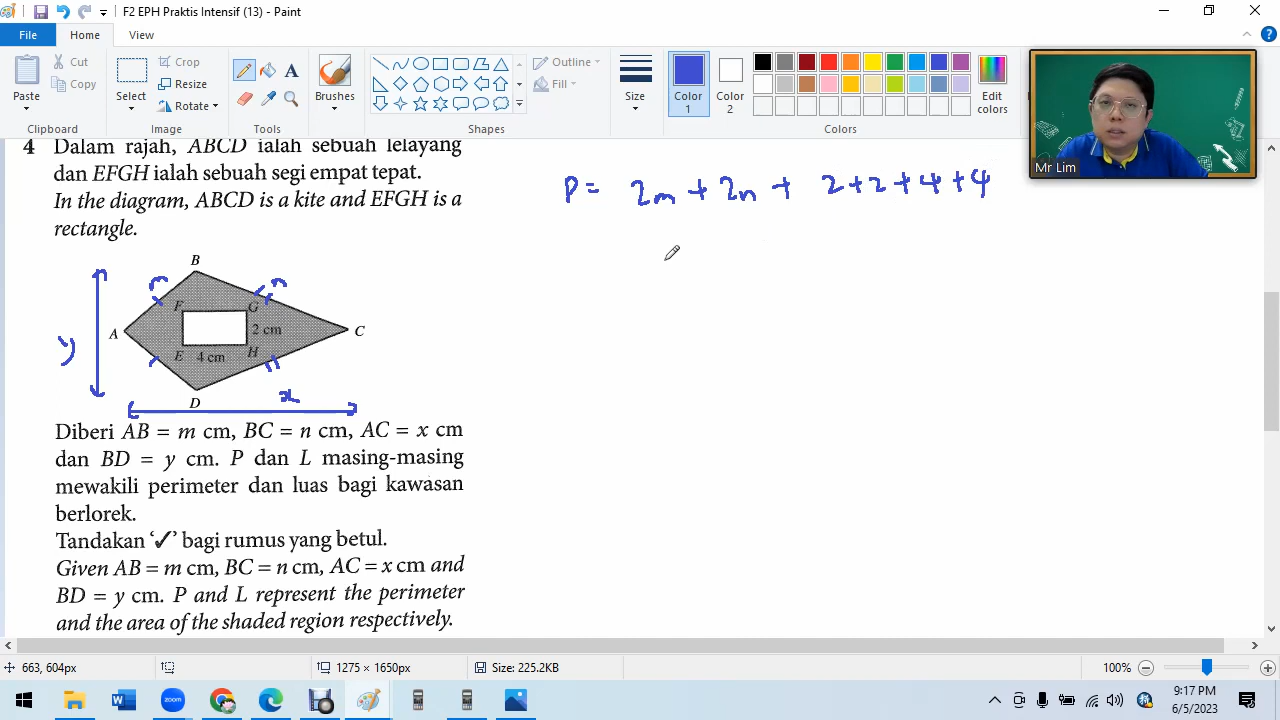 F2 EPH Praktis Intensif (13) - Paint
File Home View
Paste Cut Copy
Clipboard
Select Crop Resize Rotate
Image
A
Tools
Brushes
Outline Fill
Shapes
Size
Color 1 Color 2
Edit colors
Colors
Mr Lim
4 Dalam rajah, ABCD ialah sebuah lelayang
dan EFGH ialah sebuah segi empat tepat.
In the diagram, ABCD is a kite and EFGH is a
rectangle.
P = 2m + 2n + 2 + 2 + 4 + 4
B
m n
F G
A 2 cm C
y
E 4 cm H
x
D
Diberi AB = m cm, BC = n cm, AC = x cm
dan BD = y cm. P dan L masing-masing
mewakili perimeter dan luas bagi kawasan
berlorek.
Tandakan ‘✓’ bagi rumus yang betul.
Given AB = m cm, BC = n cm, AC = x cm and
BD = y cm. P and L represent the perimeter
and the area of the shaded region respectively.
663, 604px 1275 × 1650px Size: 225.2KB 100%
zoom
9:17 PM
6/5/2023